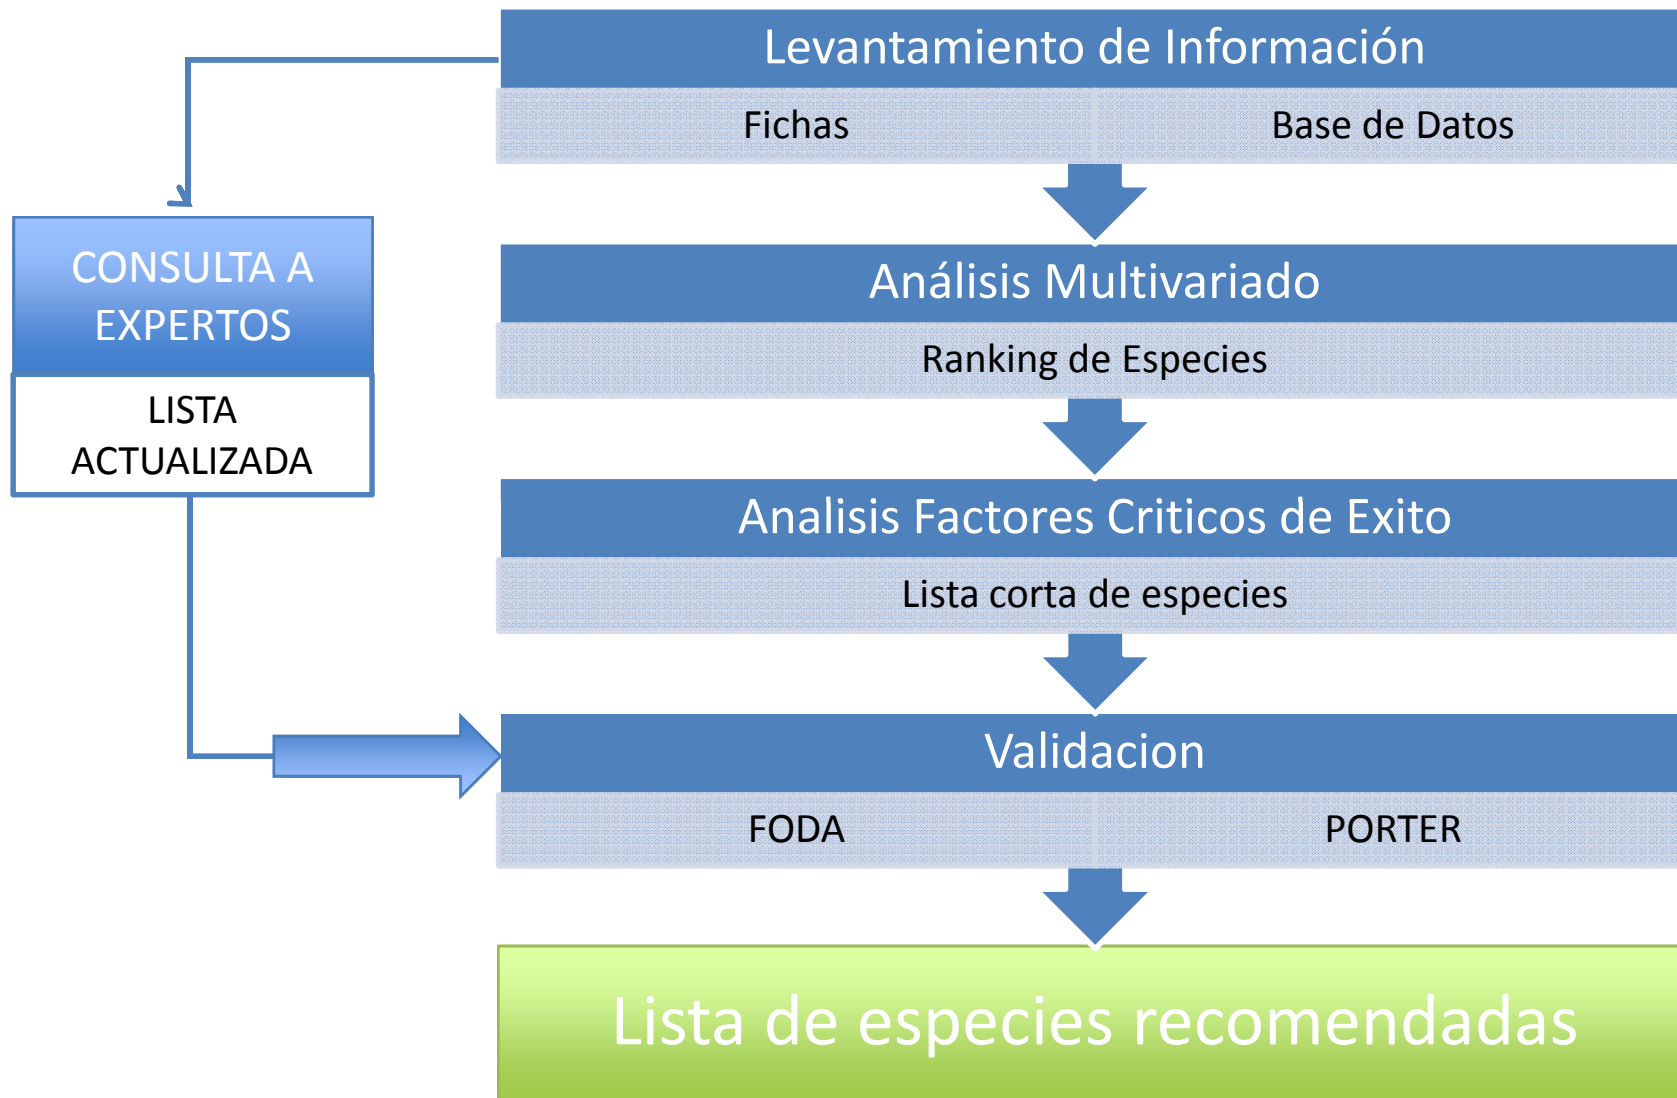 Levantamiento de Información
Fichas
Base de Datos
CONSULTA A
EXPERTOS
LISTA
ACTUALIZADA
Análisis Multivariado
Ranking de Especies
Analisis Factores Criticos de Exito
Lista corta de especies
Validacion
FODA
PORTER
Lista de especies recomendadas